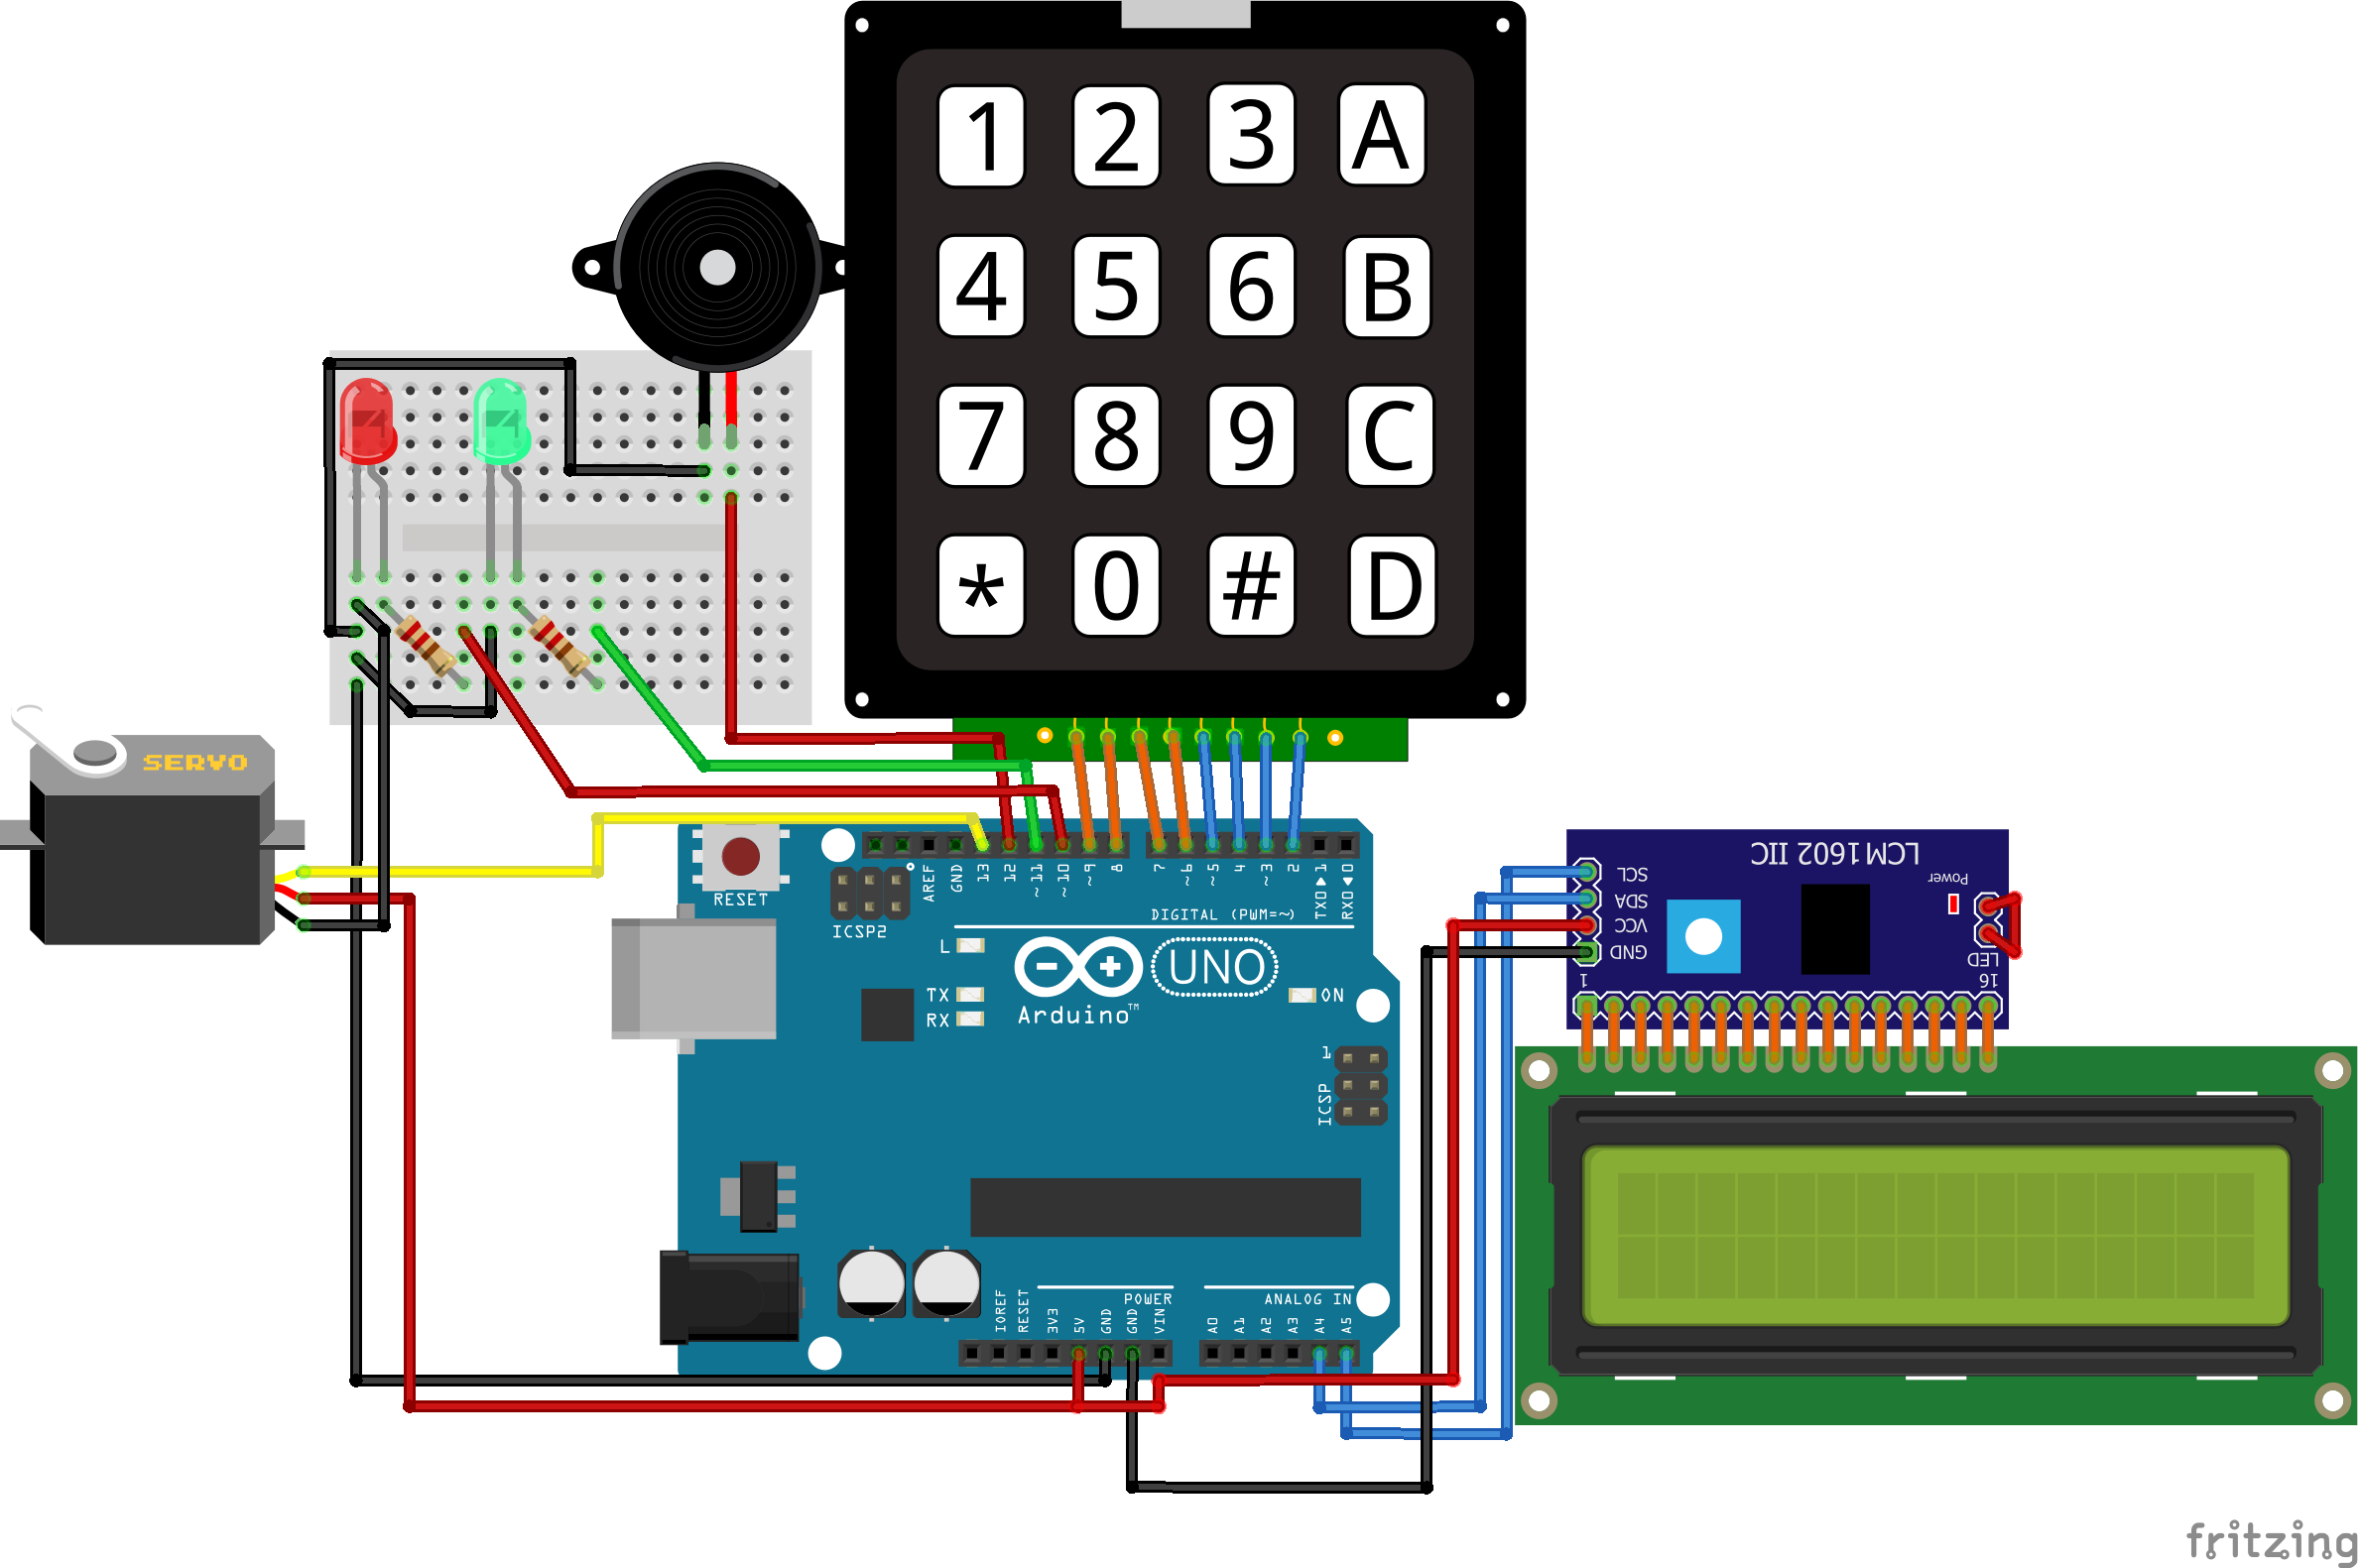 1 2 3 A
4 5 6 B
7 8 9 C
* 0 # D
SERVO
RESET
ICSP2
AREF
GND
13
12
~11
~10
~9
8
7
~6
~5
4
~3
2
TXO▶1
RXO◀0
DIGITAL (PWM=~)
L
TX
RX
Arduino™
UNO
ON
1
ICSP
IOREF
RESET
3V3
5V
GND
GND
VIN
POWER
ANALOG IN
A0
A1
A2
A3
A4
A5
LCM1602 IIC
SCL
SDA
VCC
GND
1
Power
LED
16
fritzing